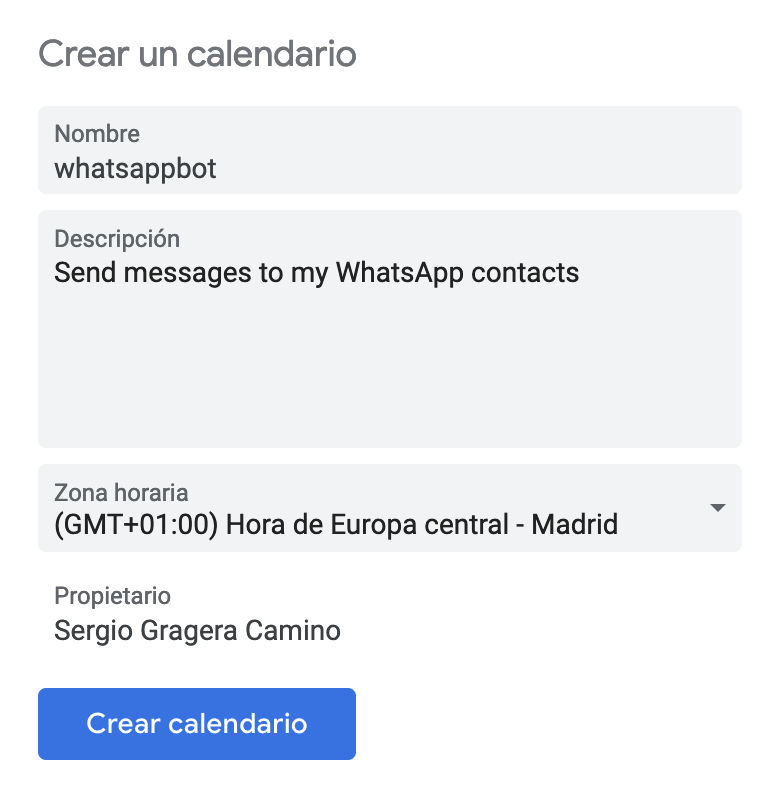 Crear un calendario
Nombre
whatsappbot
Descripción
Send messages to my WhatsApp contacts
Zona horaria
(GMT+01:00) Hora de Europa central - Madrid
Propietario
Sergio Gragera Camino
Crear calendario